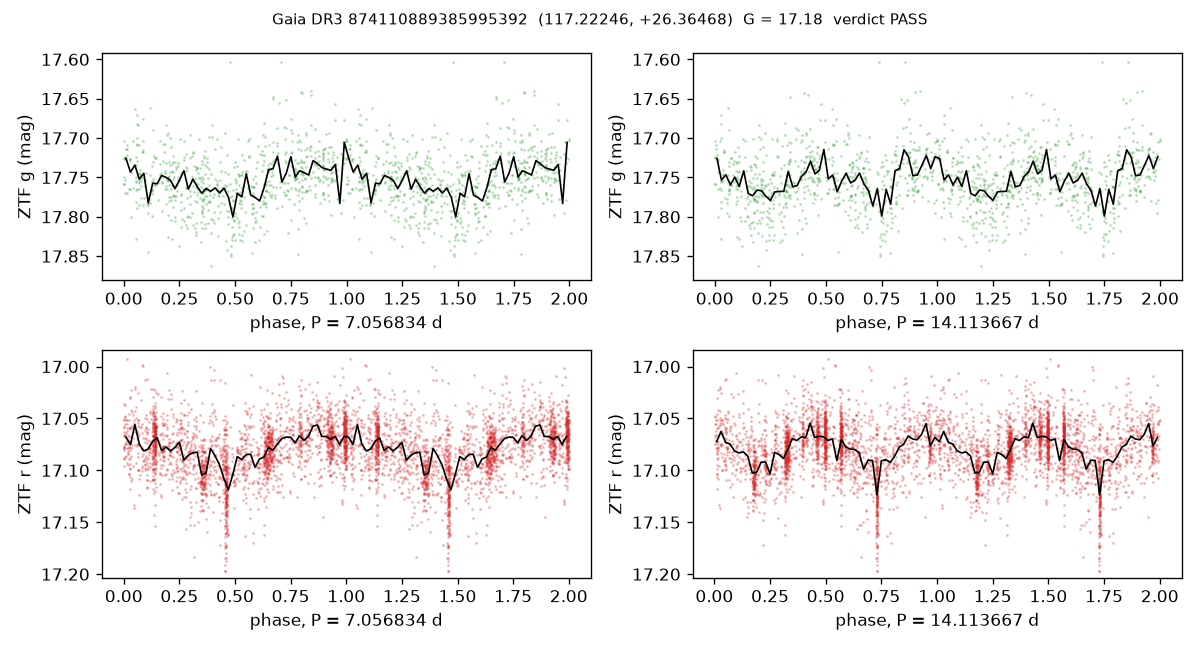 Gaia DR3 874110889385995392 (117.22246, +26.36468) G = 17.18 verdict PASS
17.60
17.65
17.70
17.75
17.80
17.85
ZTF g (mag)
0.00 0.25 0.50 0.75 1.00 1.25 1.50 1.75 2.00
phase, P = 7.056834 d
17.60
17.65
17.70
17.75
17.80
17.85
ZTF g (mag)
0.00 0.25 0.50 0.75 1.00 1.25 1.50 1.75 2.00
phase, P = 14.113667 d
17.00
17.05
17.10
17.15
17.20
ZTF r (mag)
0.00 0.25 0.50 0.75 1.00 1.25 1.50 1.75 2.00
phase, P = 7.056834 d
17.00
17.05
17.10
17.15
17.20
ZTF r (mag)
0.00 0.25 0.50 0.75 1.00 1.25 1.50 1.75 2.00
phase, P = 14.113667 d